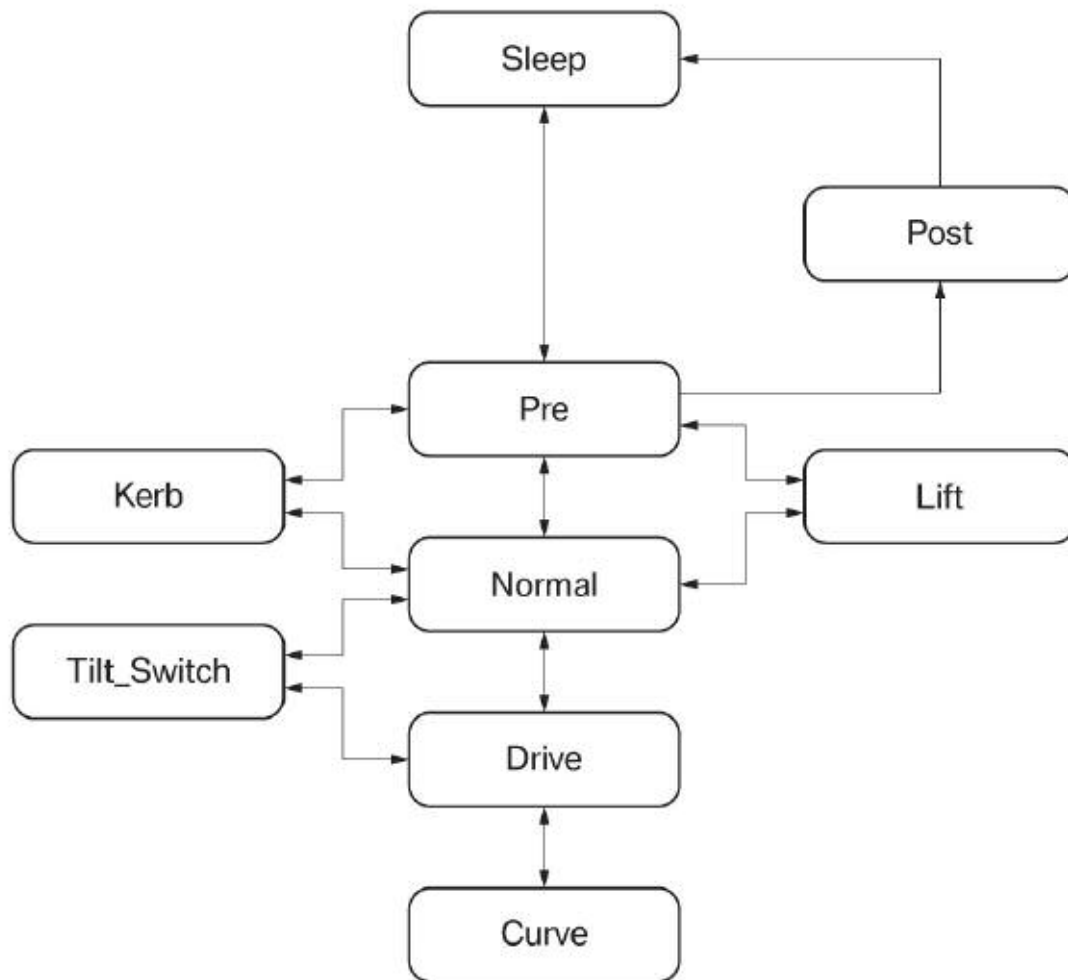 Sleep
Post
Pre
Kerb
Lift
Normal
Tilt_Switch
Drive
Curve